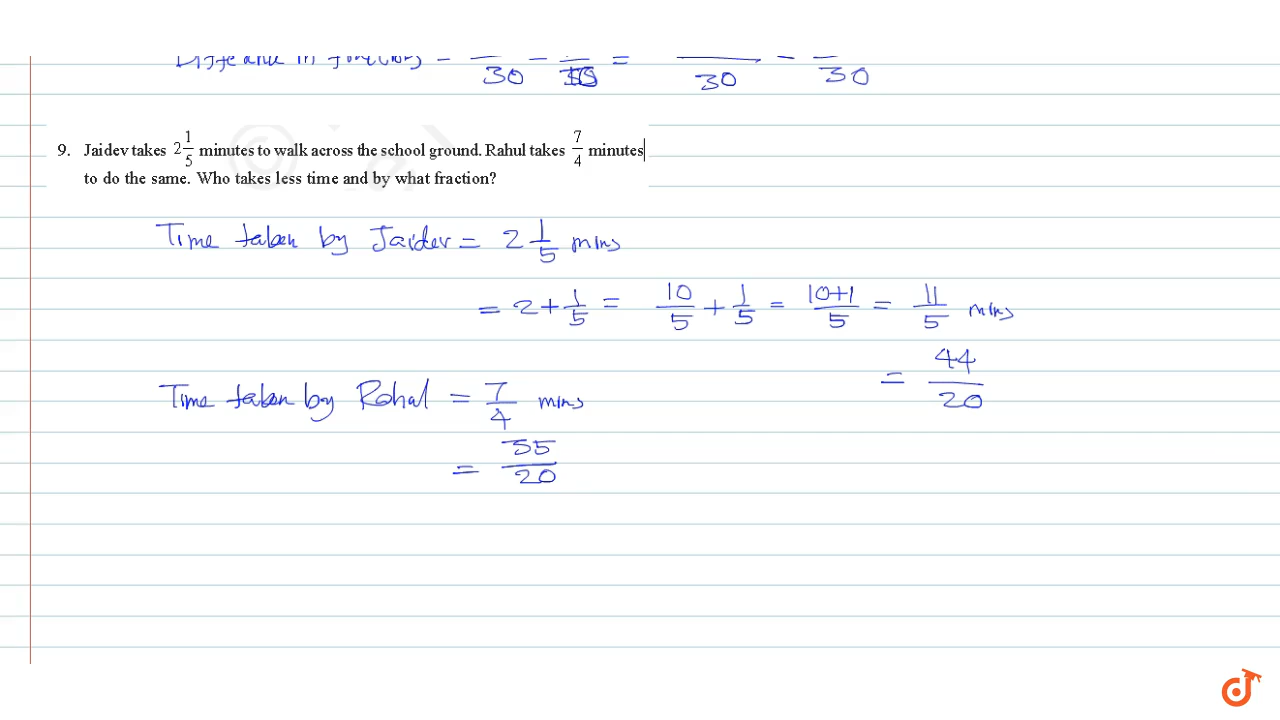 Difference in fractions = — - — = — = —
30 30 30
9. Jaidev takes 2 1/5 minutes to walk across the school ground. Rahul takes 7/4 minutes
to do the same. Who takes less time and by what fraction?
Time taken by Jaidev = 2 1/5 mins
= 2 + 1/5 = 10/5 + 1/5 = 10+1/5 = 11/5 mins
= 44/20
Time taken by Rahul = 7/4 mins
= 35/20